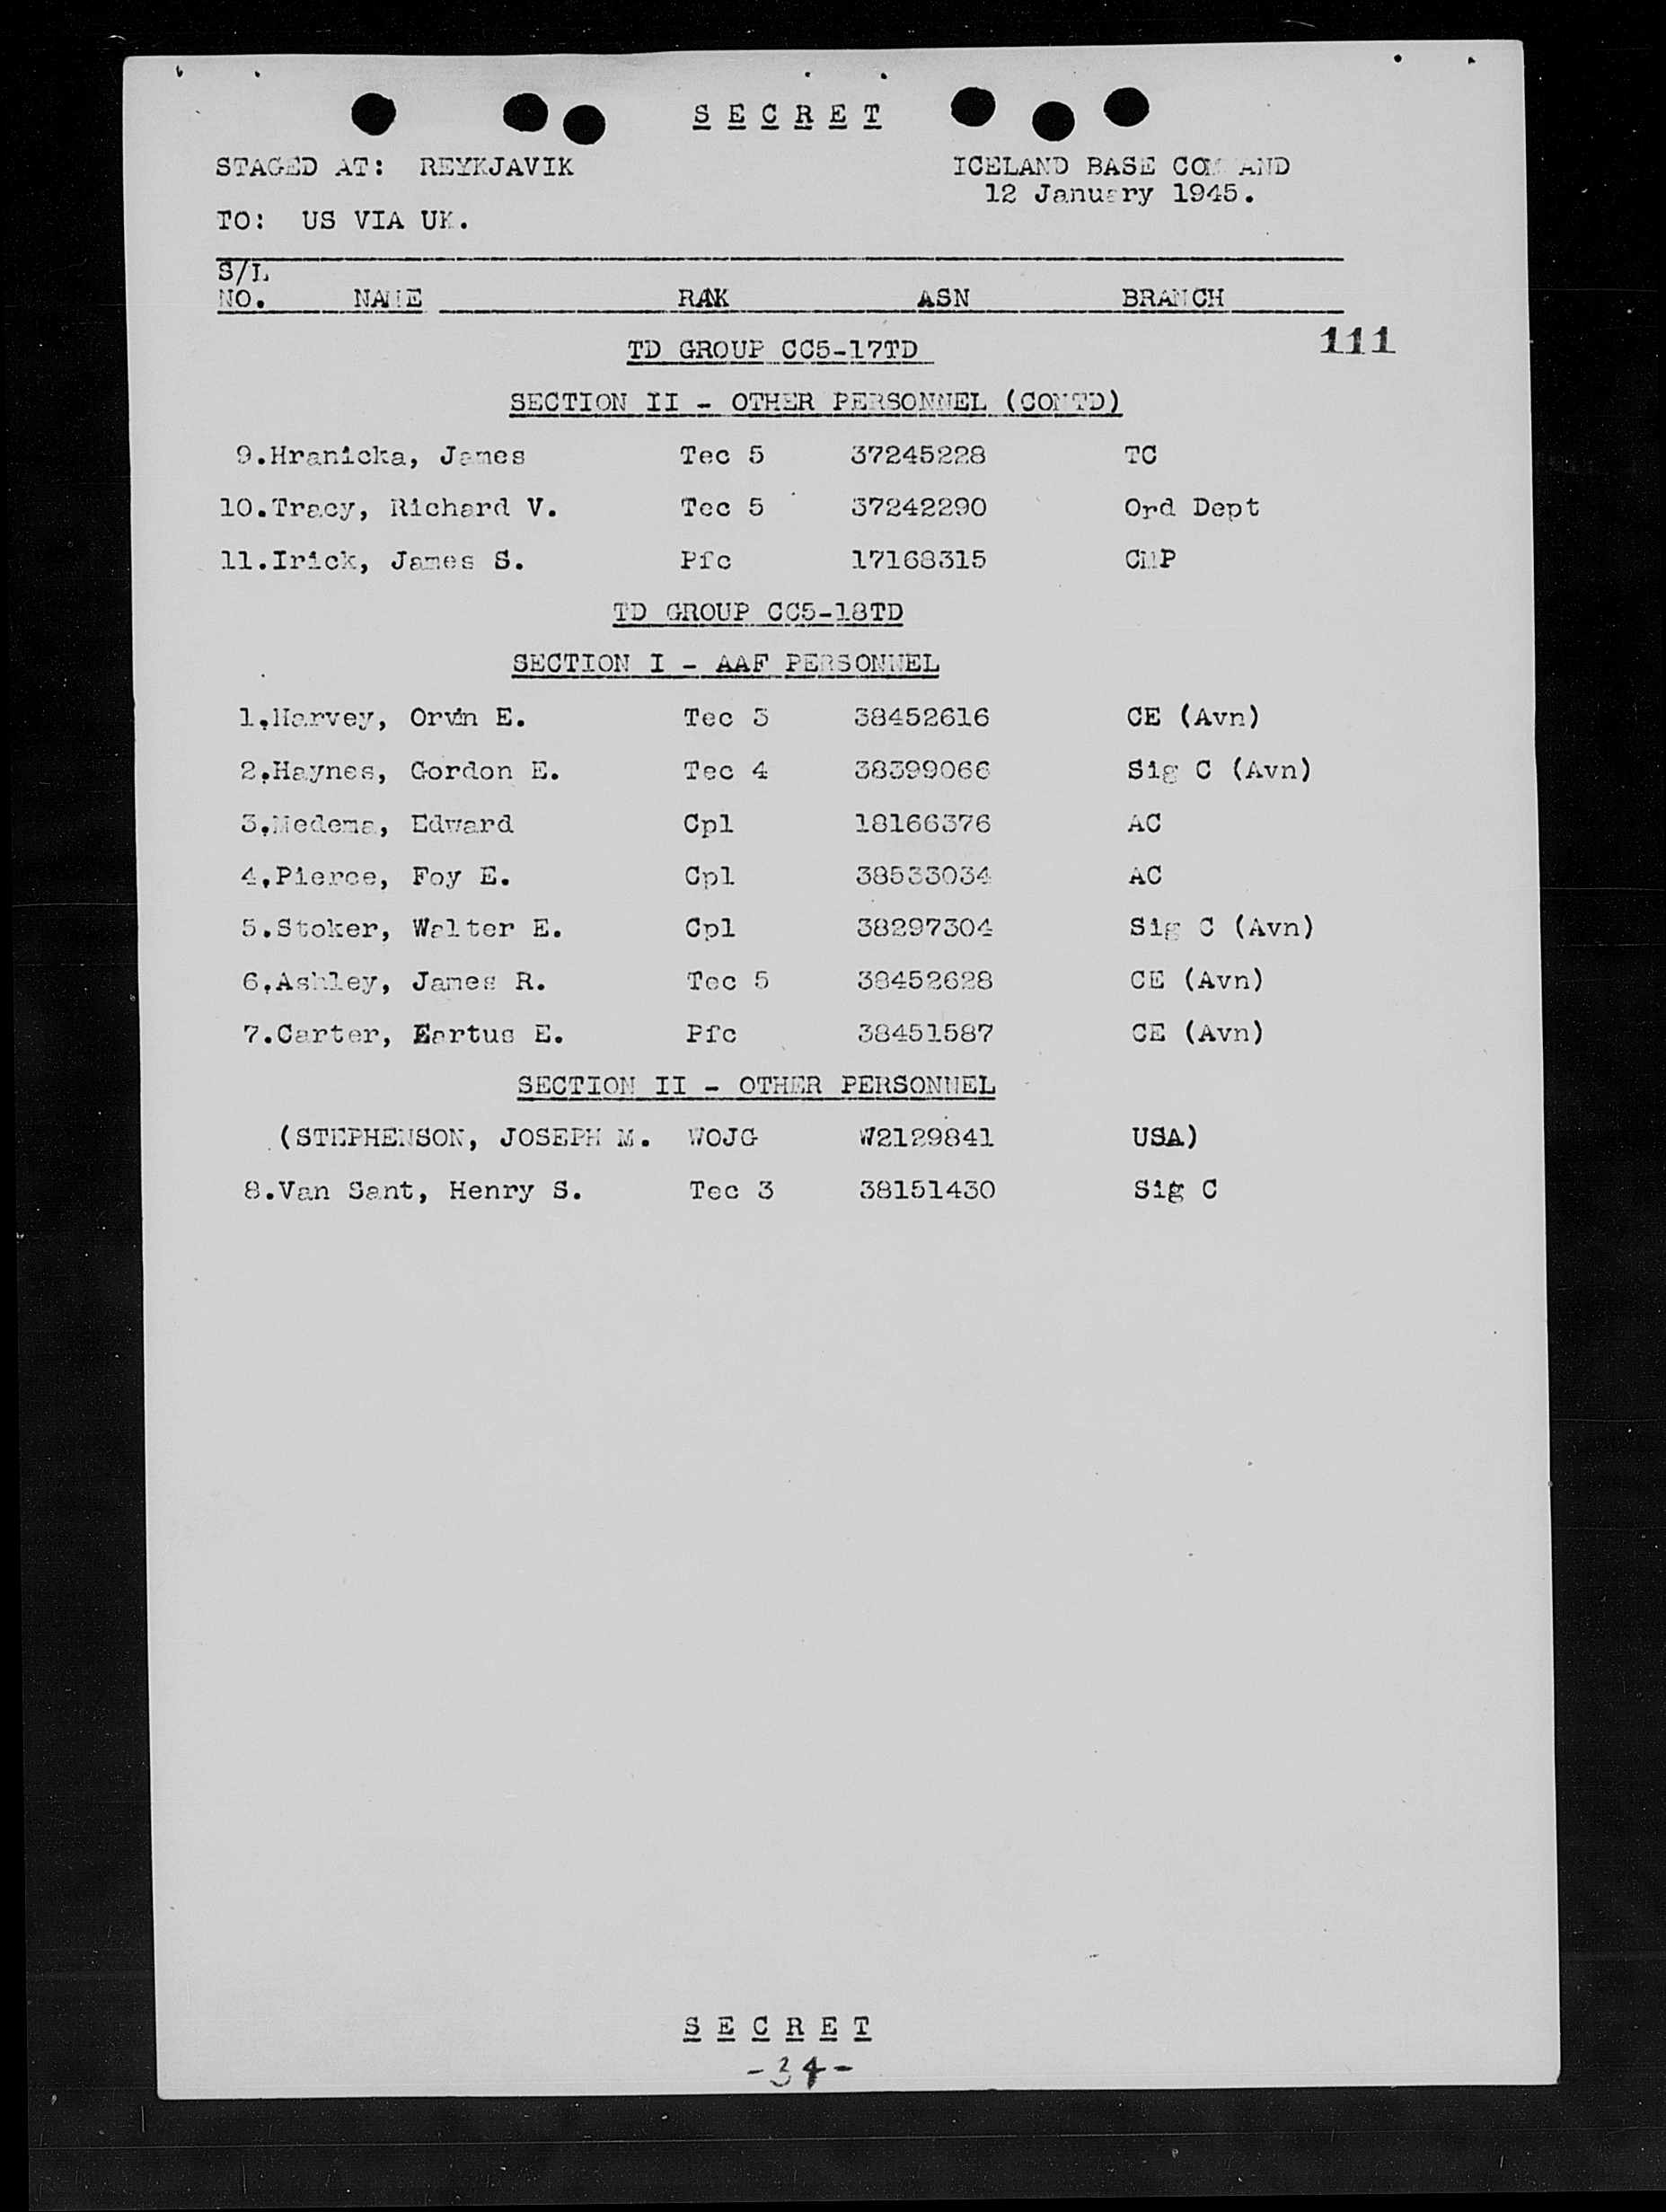 SECRET
STAGED AT: REYKJAVIK
ICELAND BASE COMMAND
12 January 1945.
TO: US VIA UK.
S/L
NO. NAME RAK ASN BRANCH
TD GROUP CC5-17TD 111
SECTION II - OTHER PERSONNEL (CONTD)
9.Hranicka, James Tec 5 37245228 TC
10.Tracy, Richard V. Tec 5 37242290 Ord Dept
11.Irick, James S. Pfc 17168315 CMP
TD GROUP CC5-18TD
SECTION I - AAF PERSONNEL
1.Harvey, Orvin E. Tec 3 38452616 CE (Avn)
2.Haynes, Gordon E. Tec 4 38399066 Sig C (Avn)
3.Medema, Edward Cpl 18166376 AC
4.Pierce, Foy E. Cpl 38533034 AC
5.Stoker, Walter E. Cpl 38297304 Sig C (Avn)
6.Ashley, James R. Tec 5 38452628 CE (Avn)
7.Carter, Eartus E. Pfc 38451587 CE (Avn)
SECTION II - OTHER PERSONNEL
(STEPHENSON, JOSEPH M. WOJG W2129841 USA)
8.Van Sant, Henry S. Tec 3 38151430 Sig C
SECRET
-34-